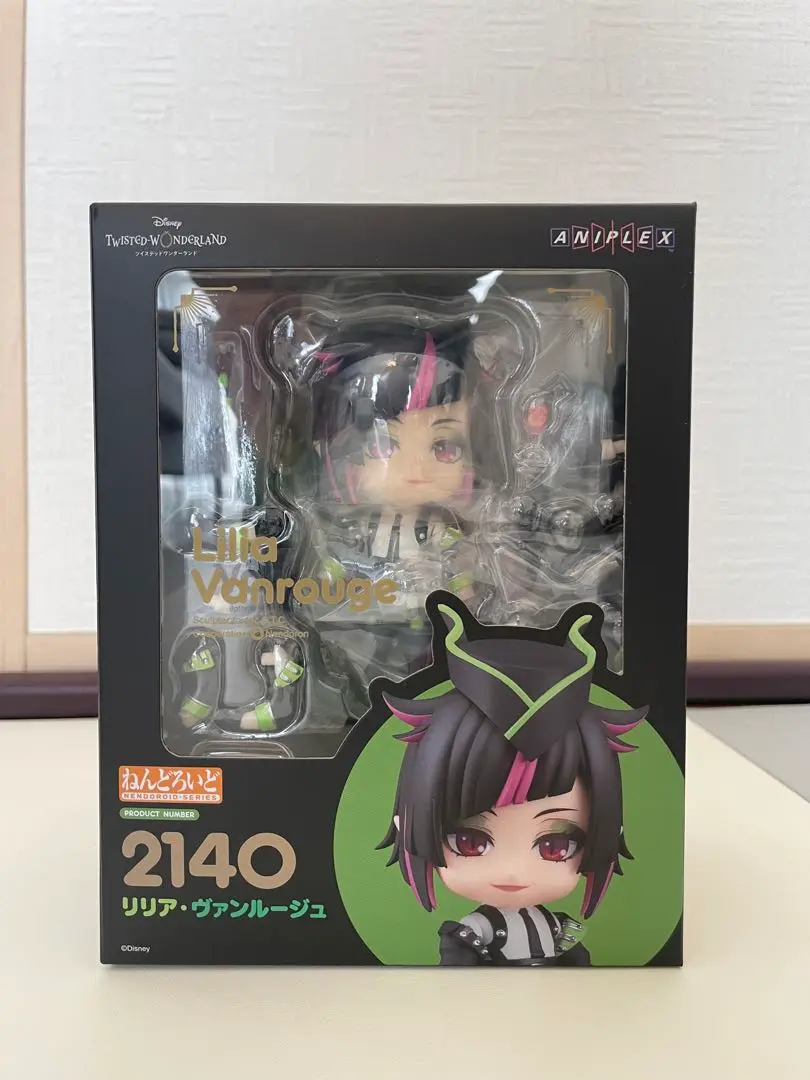 Disney
TWISTED-WONDERLAND
ツイステッドワンダーランド
ANIPLEX
Lilia
Vanrouge
Nendoron
ねんどろいど
NENDOROID-SERIES
PRODUCT NUMBER
2140
リリア・ヴァンルージュ
©Disney